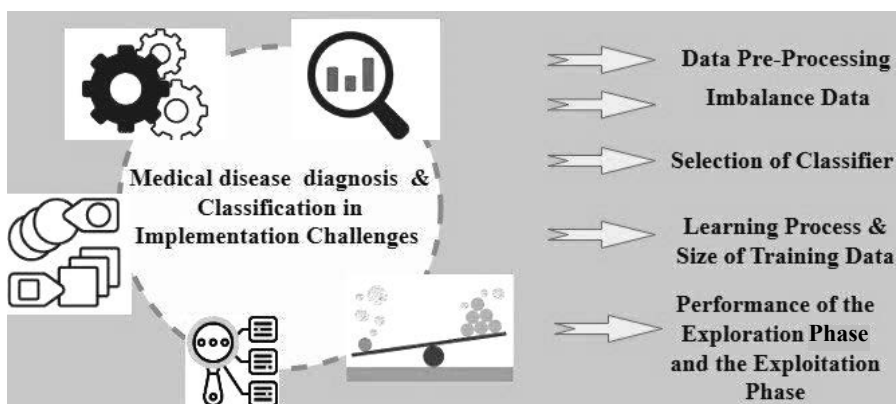 Medical disease diagnosis &
Classification in
Implementation Challenges
Data Pre-Processing
Imbalance Data
Selection of Classifier
Learning Process &
Size of Training Data
Performance of the
Exploration Phase
and the Exploitation
Phase